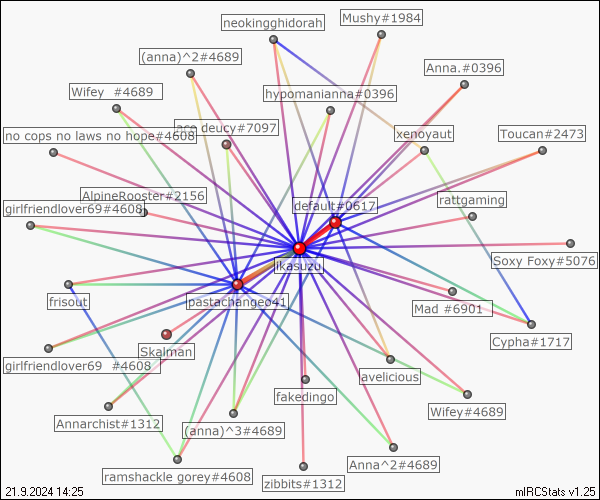 Mushy#1984
neokingghidorah
(anna)^2#4689
Anna.#0396
Wifey  #4689
hypomanianna#0396
no cops no laws no hope#4608
deucy#7097
xenoyaut
Toucan#2473
AlpineRooster#2156
girlfriendlover69#4608
default#0617
rattgaming
Soxy Foxy#5076
ikasuzu
frisout
pastachangeo41
Mad #6901
Cypha#1717
Skalman
girlfriendlover69  #4608
avelicious
fakedingo
Wifey#4689
Annarchist#1312
(anna)^3#4689
Anna^2#4689
ramshackle gorey#4608
zibbits#1312
21.9.2024 14:25
mIRCStats v1.25